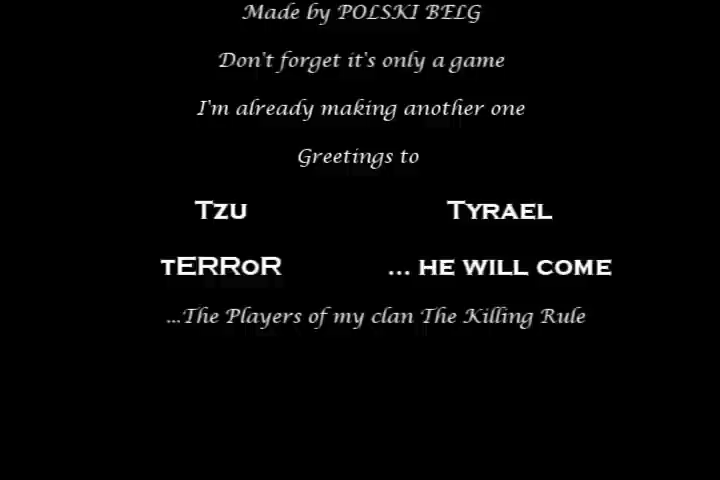 Made by POLSKI BELG
Don't forget it's only a game
I'm already making another one
Greetings to
Tzu Tyrael
tERRoR ... he will come
...The Players of my clan The Killing Rule